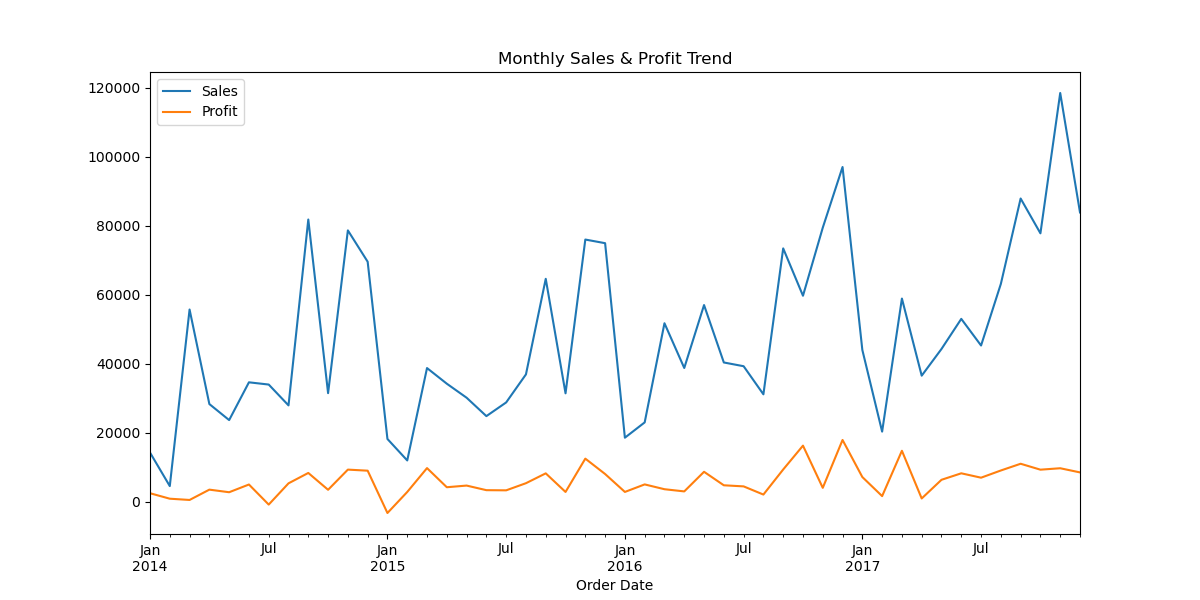 Monthly Sales & Profit Trend
Sales
Profit
120000
100000
80000
60000
40000
20000
0
Jan Jul Jan Jul Jan Jul Jan Jul
2014 2015 2016 2017
Order Date